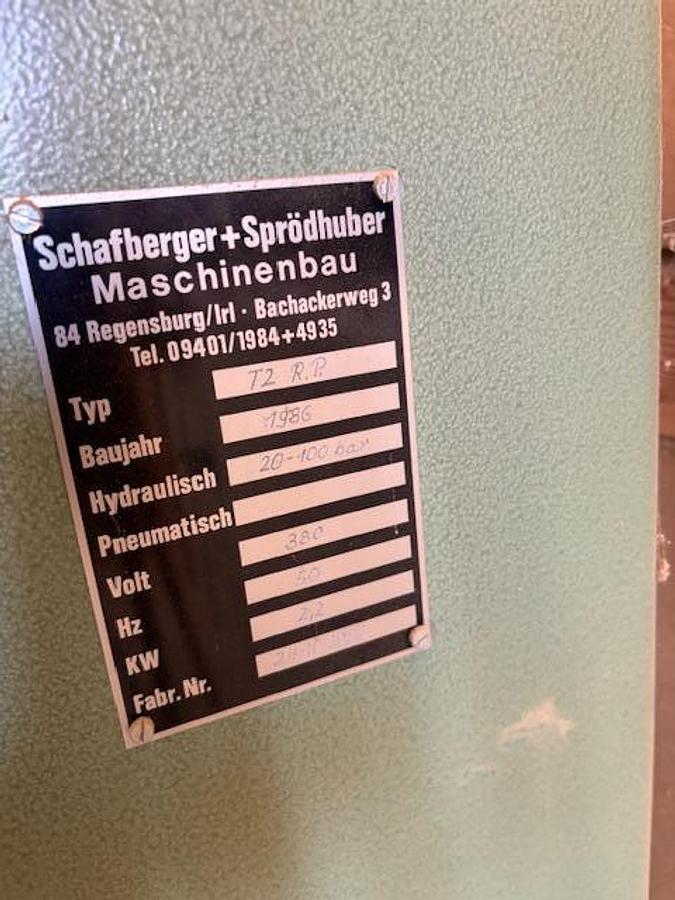 Schafberger+Sprödhuber
Maschinenbau
84 Regensburg/Irl · Bachackerweg 3
Tel. 09401/1984+4935
Typ T2 R.P.
Baujahr 1986
Hydraulisch 20-100 bar
Pneumatisch
Volt 380
Hz 50
KW 2,2
Fabr. Nr.